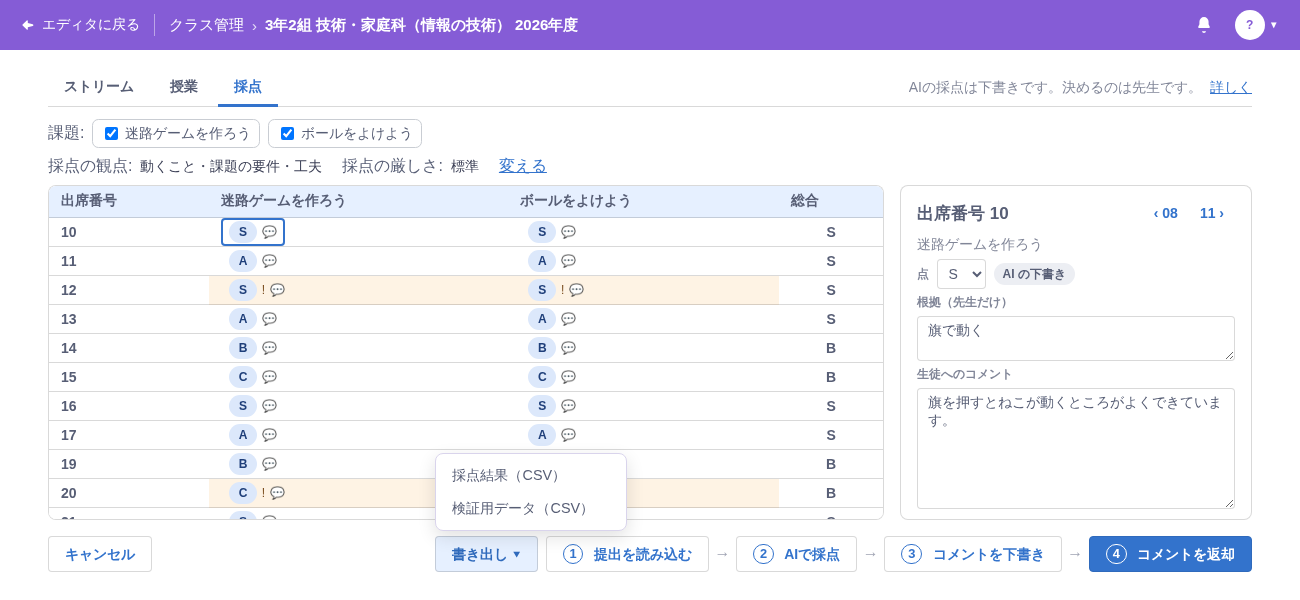 エディタに戻る クラス管理 › 3年2組 技術・家庭科（情報の技術） 2026年度 ? ▾
ストリーム 授業 採点 AIの採点は下書きです。決めるのは先生です。 詳しく
課題: 迷路ゲームを作ろう ボールをよけよう
採点の観点: 動くこと・課題の要件・工夫 採点の厳しさ: 標準 変える
出席番号 迷路ゲームを作ろう ボールをよけよう 総合
10 S S S
11 A A S
12 S ! S ! S
13 A A S
14 B B B
15 C C B
16 S S S
17 A A S
19 B B
20 C ! B
出席番号 10 ‹ 08 11 ›
迷路ゲームを作ろう
点 S AI の下書き
根拠（先生だけ）
旗で動く
生徒へのコメント
旗を押すとねこが動くところがよくできていま
す。
採点結果（CSV）
検証用データ（CSV）
キャンセル 書き出し ▾ 1 提出を読み込む → 2 AIで採点 → 3 コメントを下書き → 4 コメントを返却